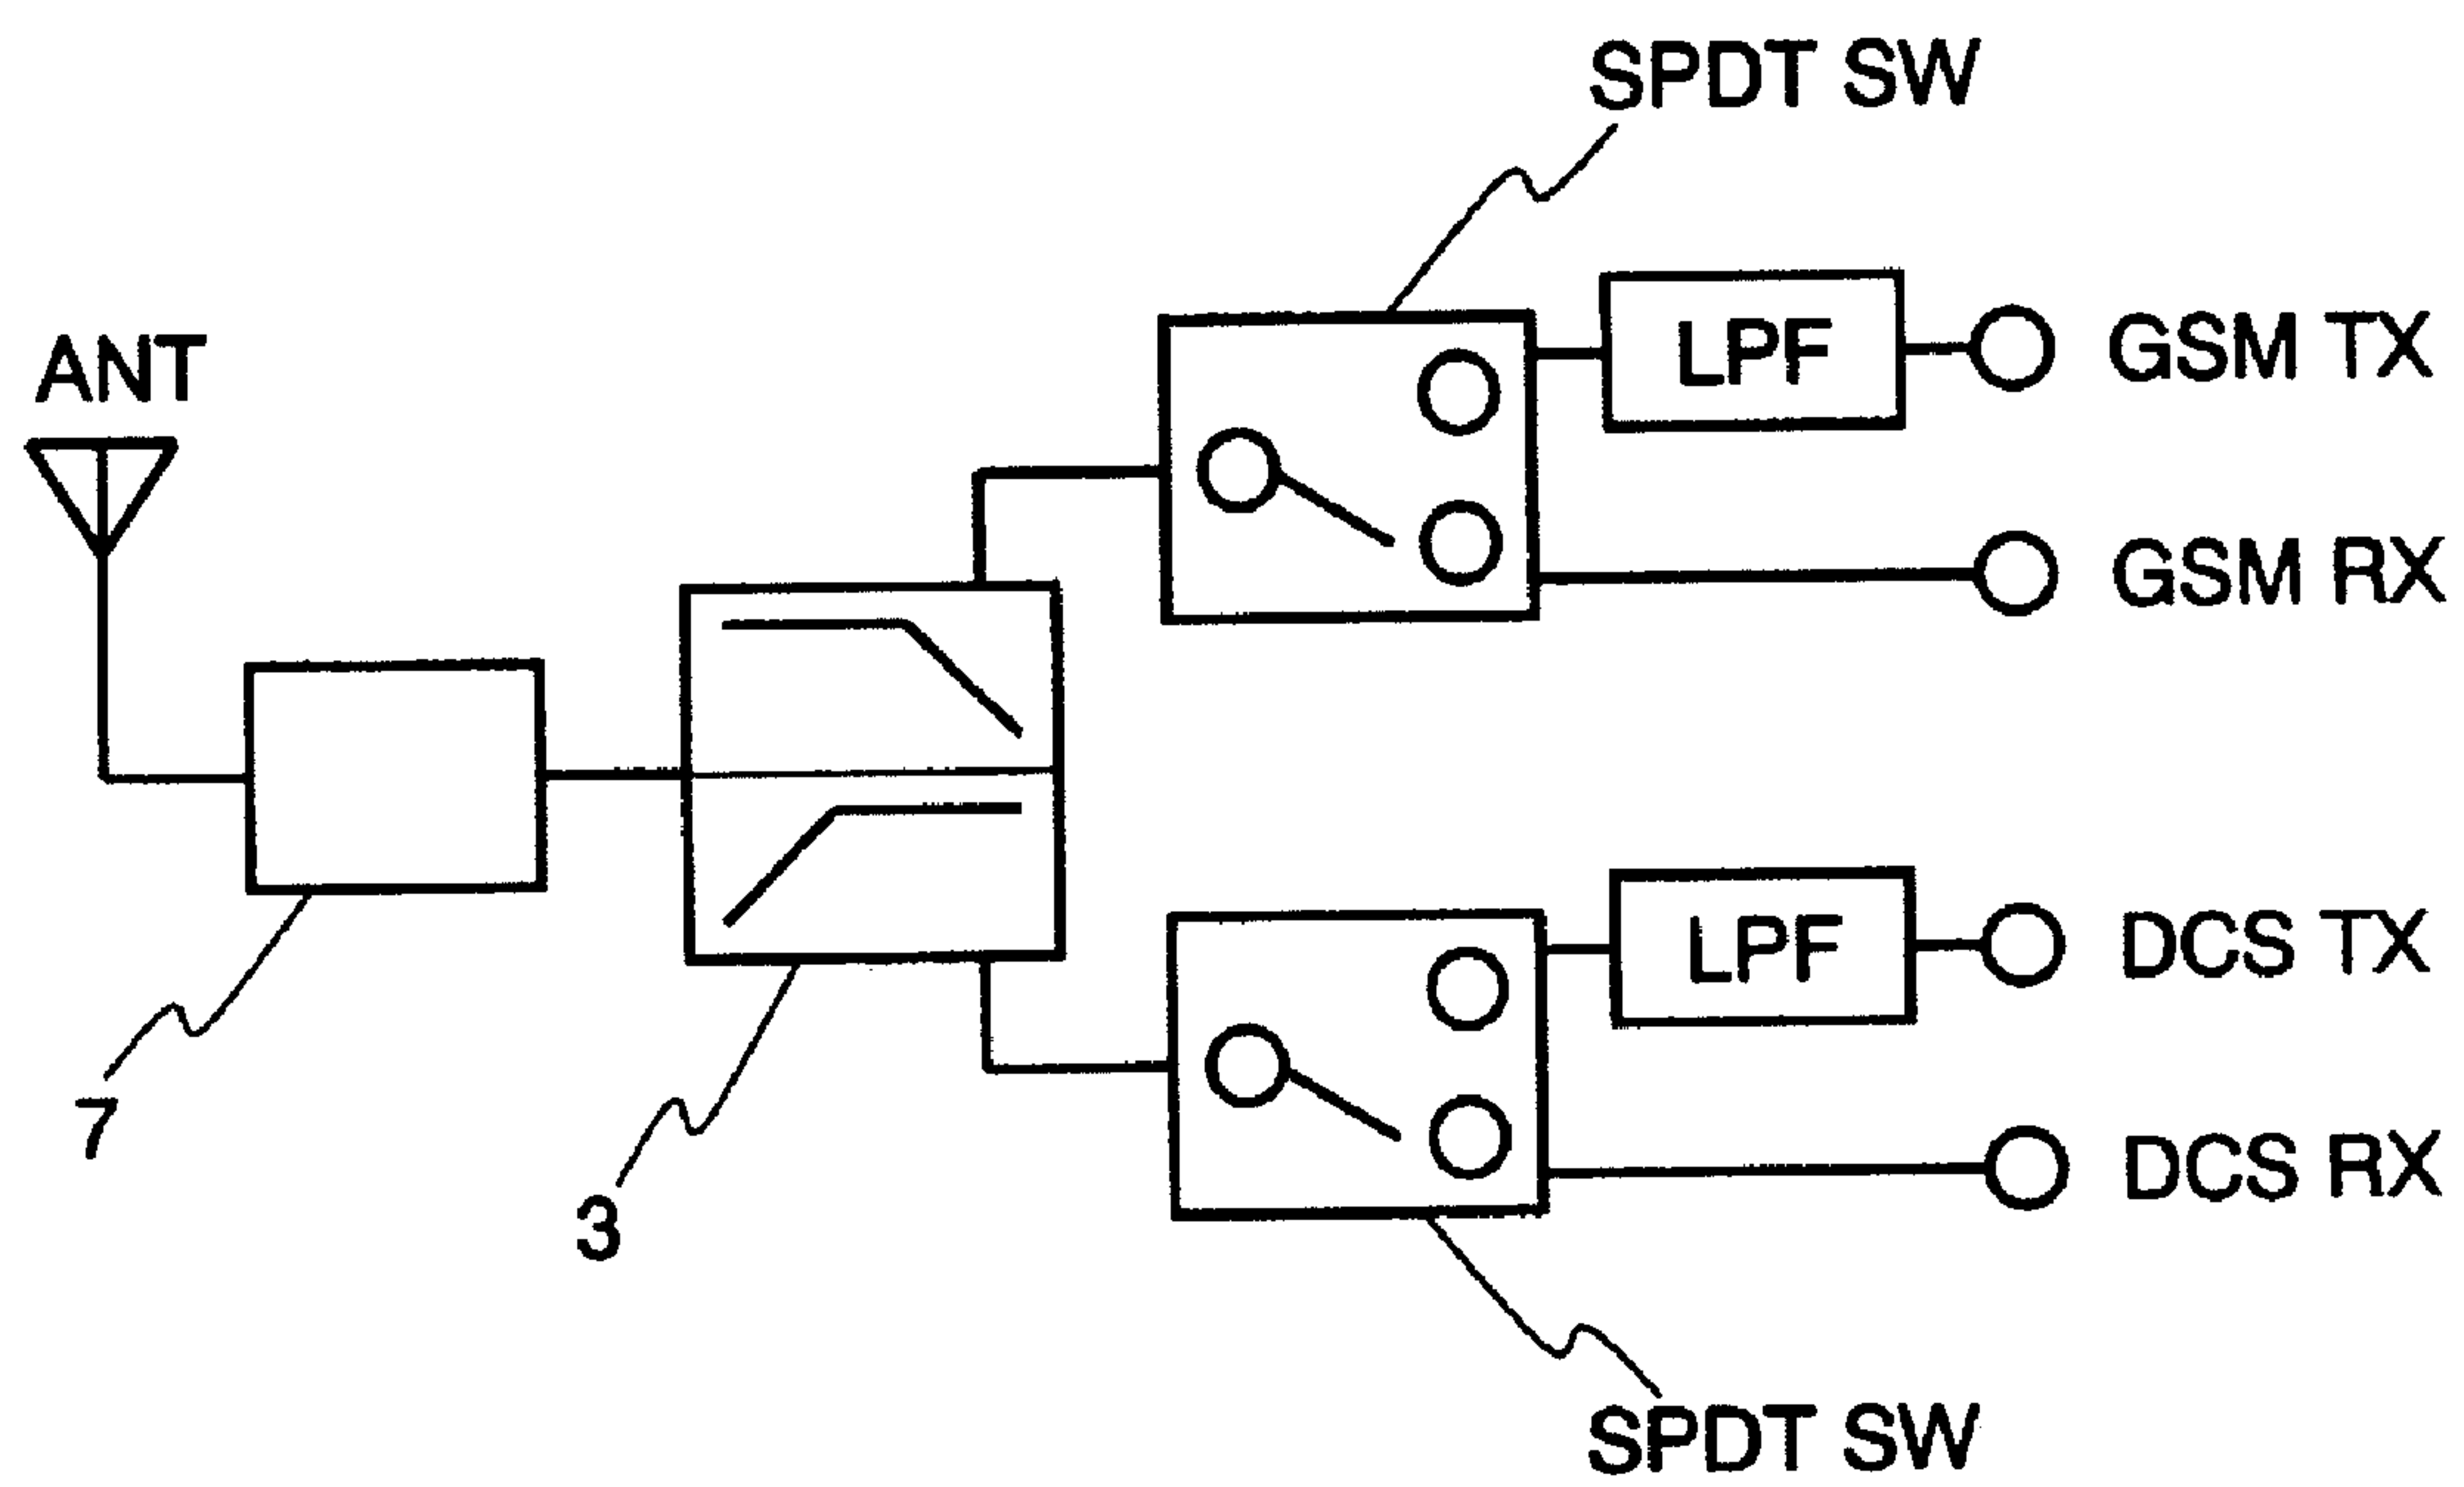 SPDT SW
ANT
LPF
GSM TX
GSM RX
LPF
DCS TX
7
DCS RX
3
SPDT SW